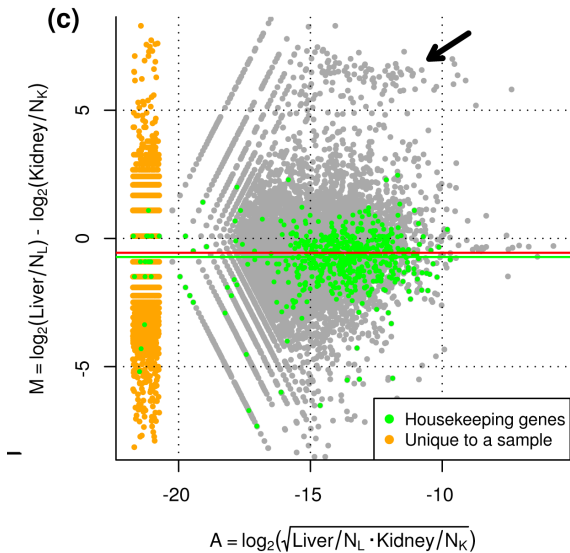 (c)
M = log2(Liver/NL) - log2(Kidney/NK)
5
0
-5
Housekeeping genes
Unique to a sample
-20 -15 -10
A = log2(√Liver/NL · Kidney/NK)